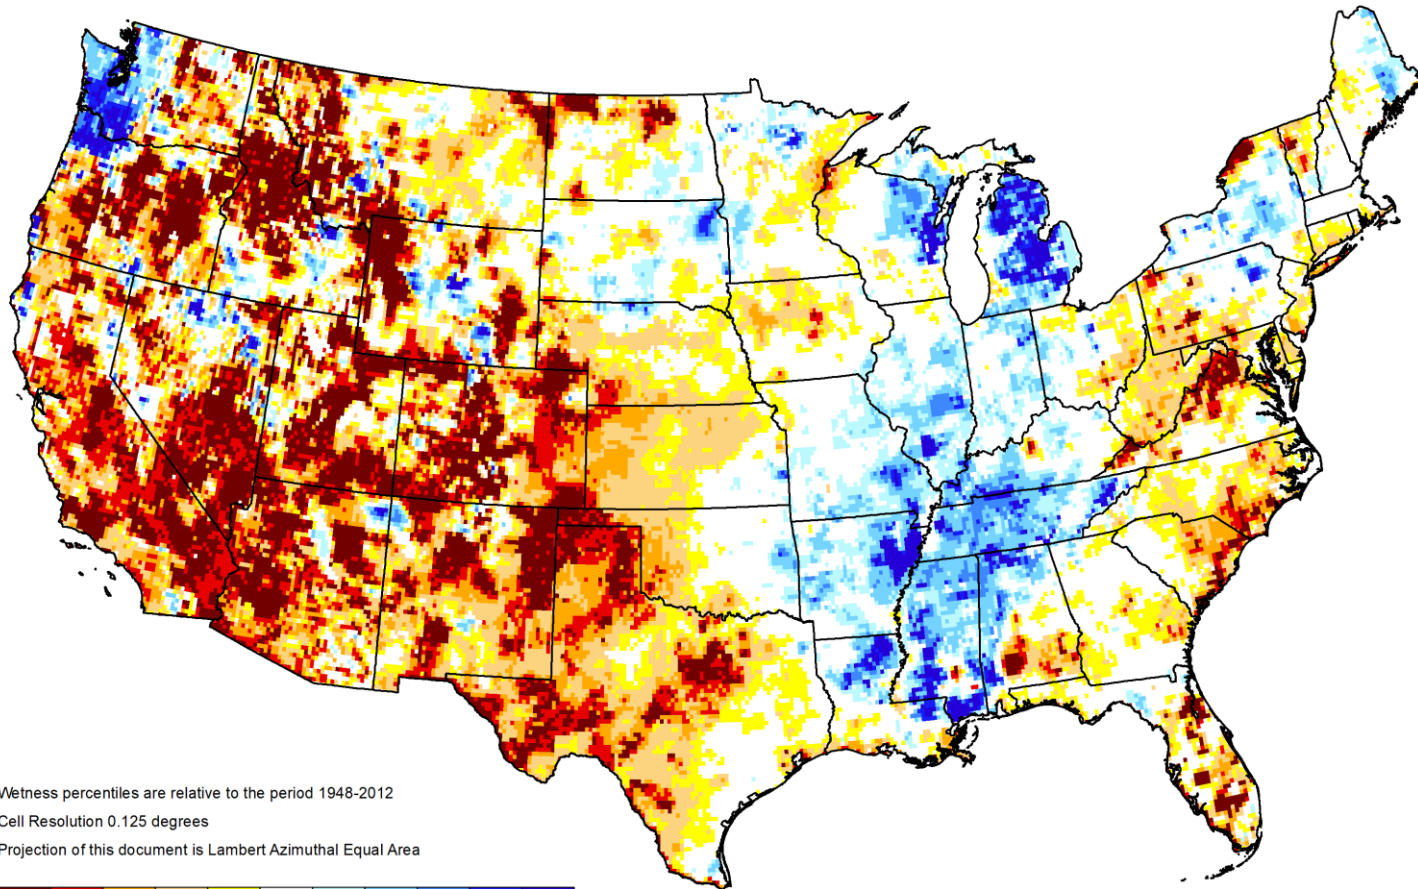 Wetness percentiles are relative to the period 1948-2012
Cell Resolution 0.125 degrees
Projection of this document is Lambert Azimuthal Equal Area